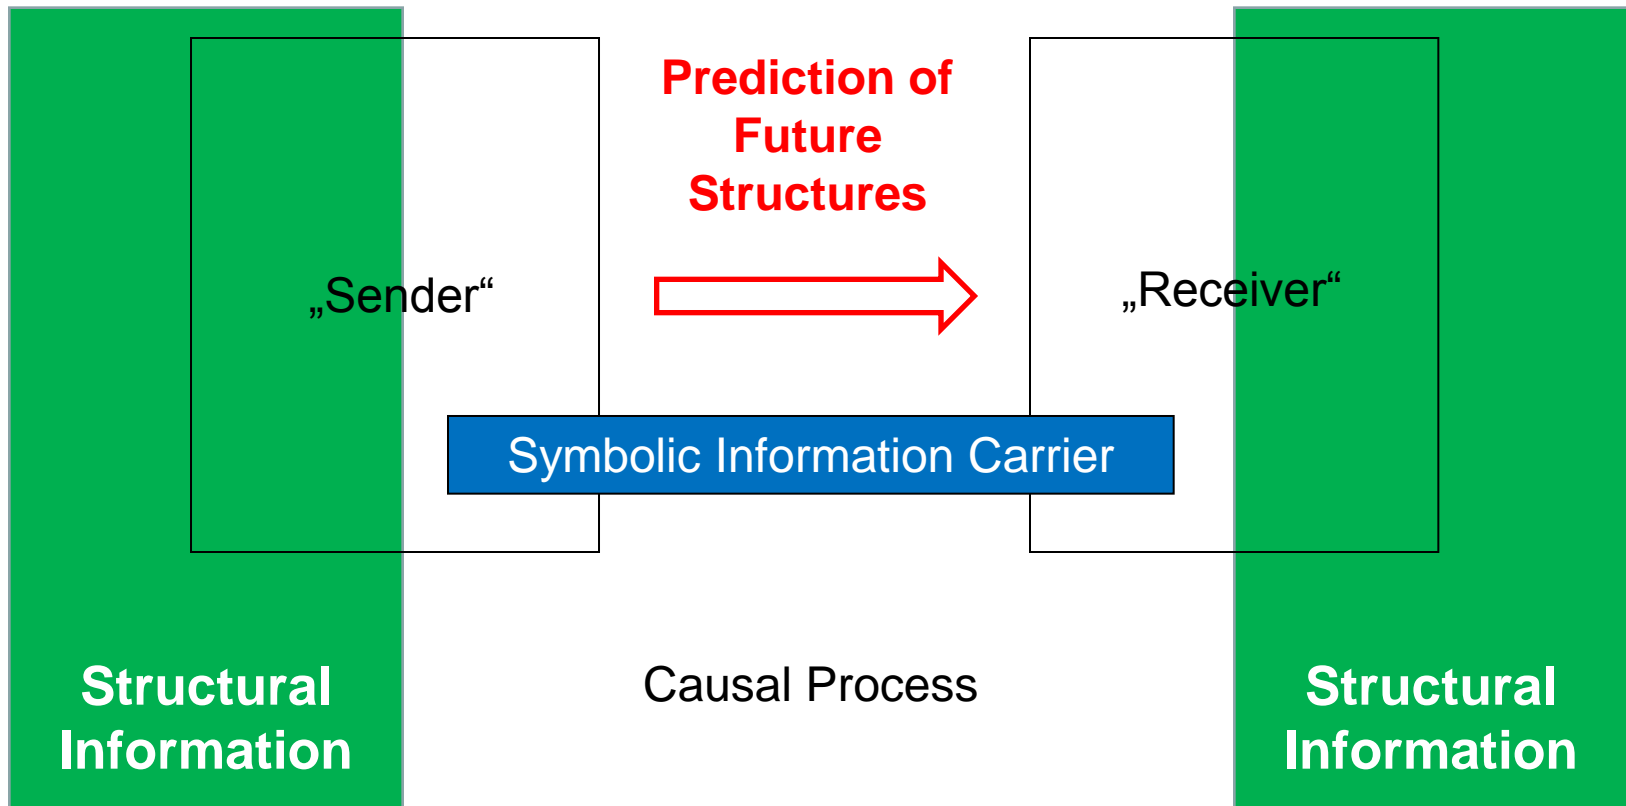 Prediction of
Future
Structures
„Sender“
„Receiver“
Symbolic Information Carrier
Structural
Information
Causal Process
Structural
Information